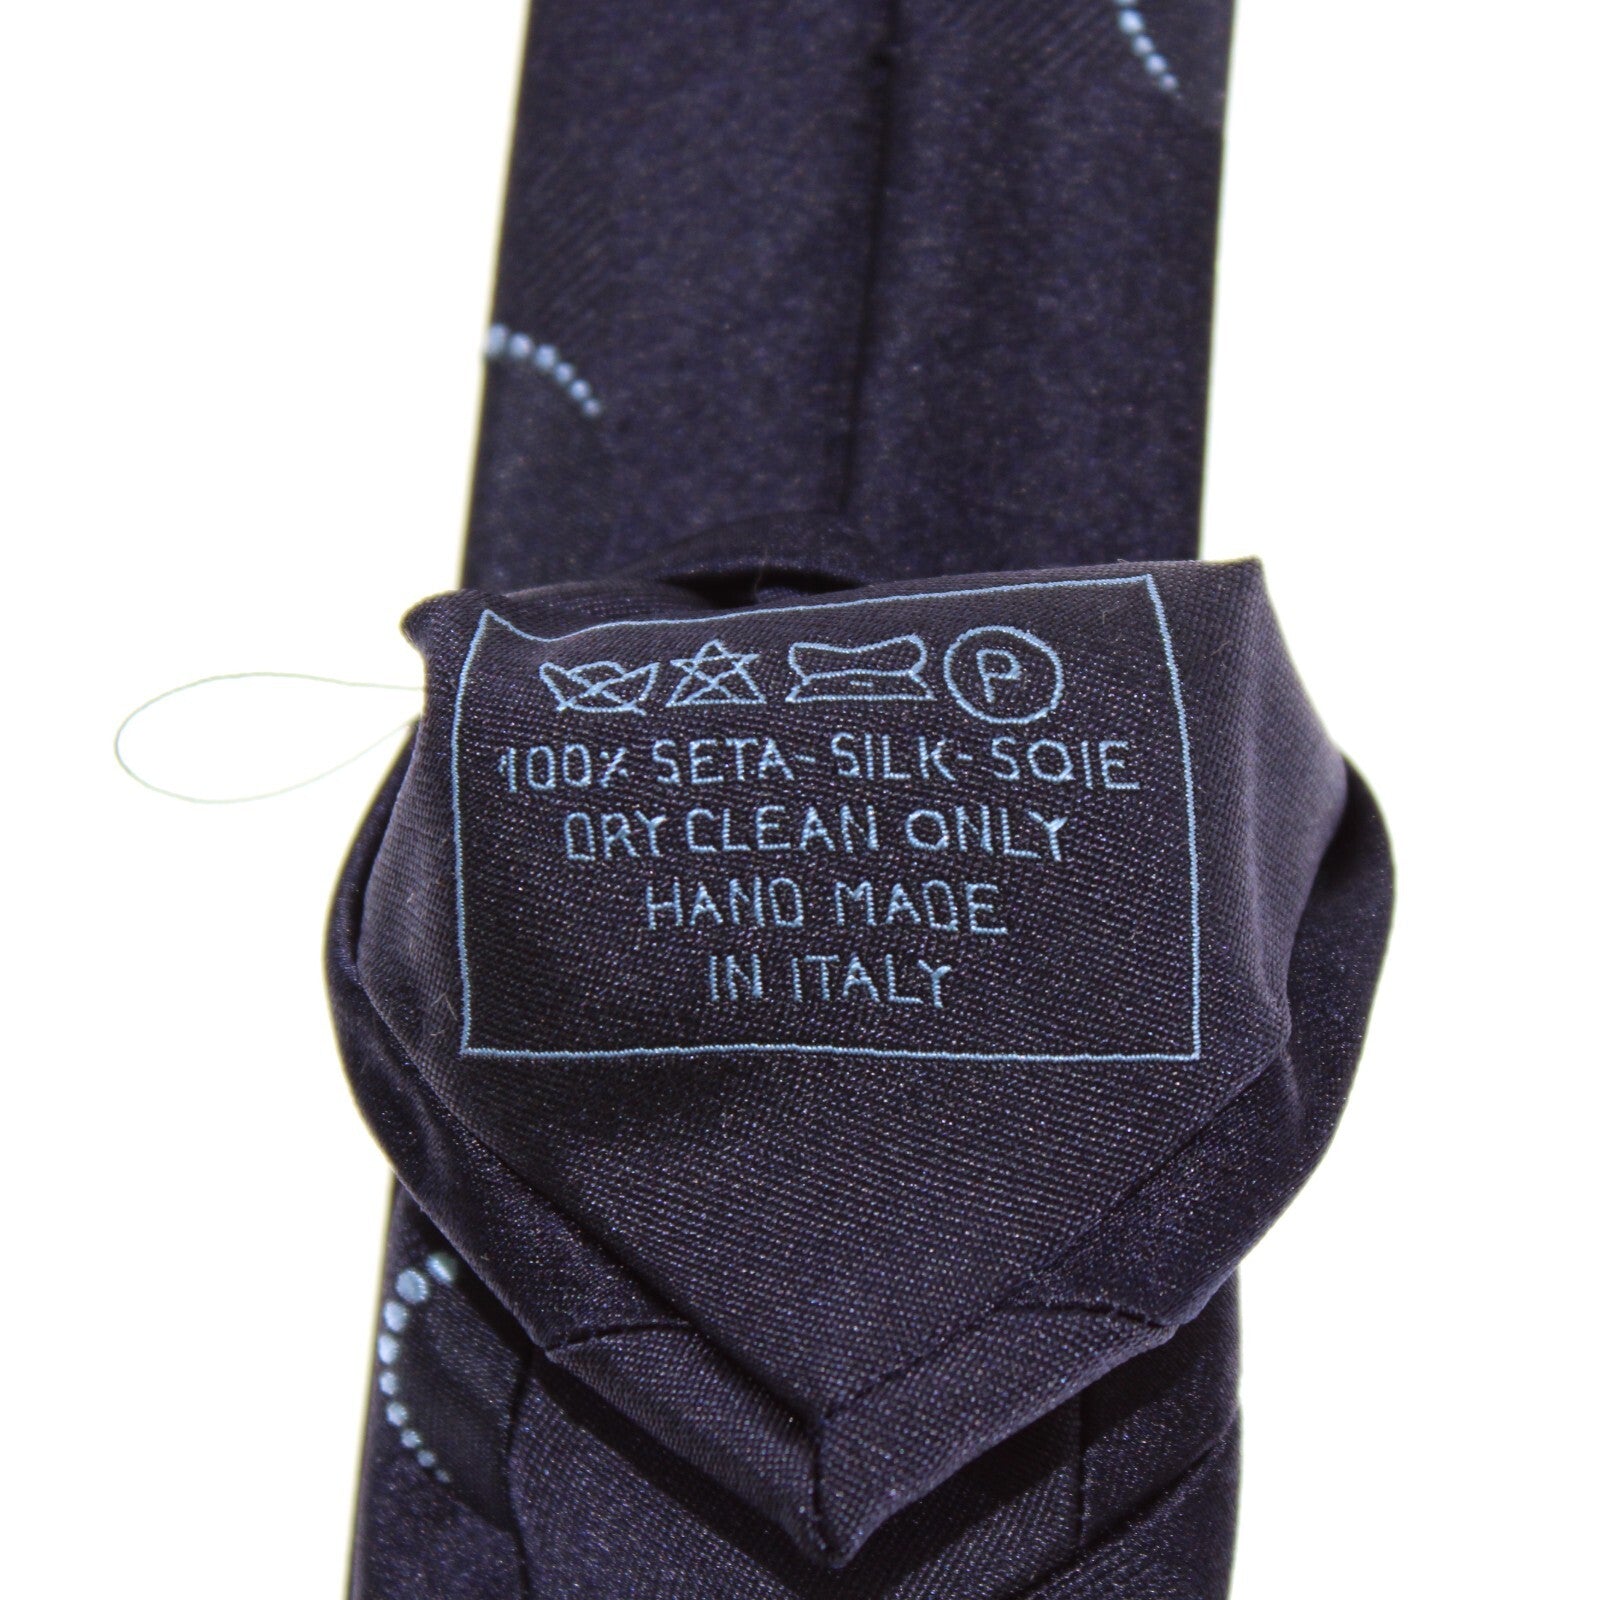 P
100% SETA-SILK-SOIE
DRY CLEAN ONLY
HAND MADE
IN ITALY